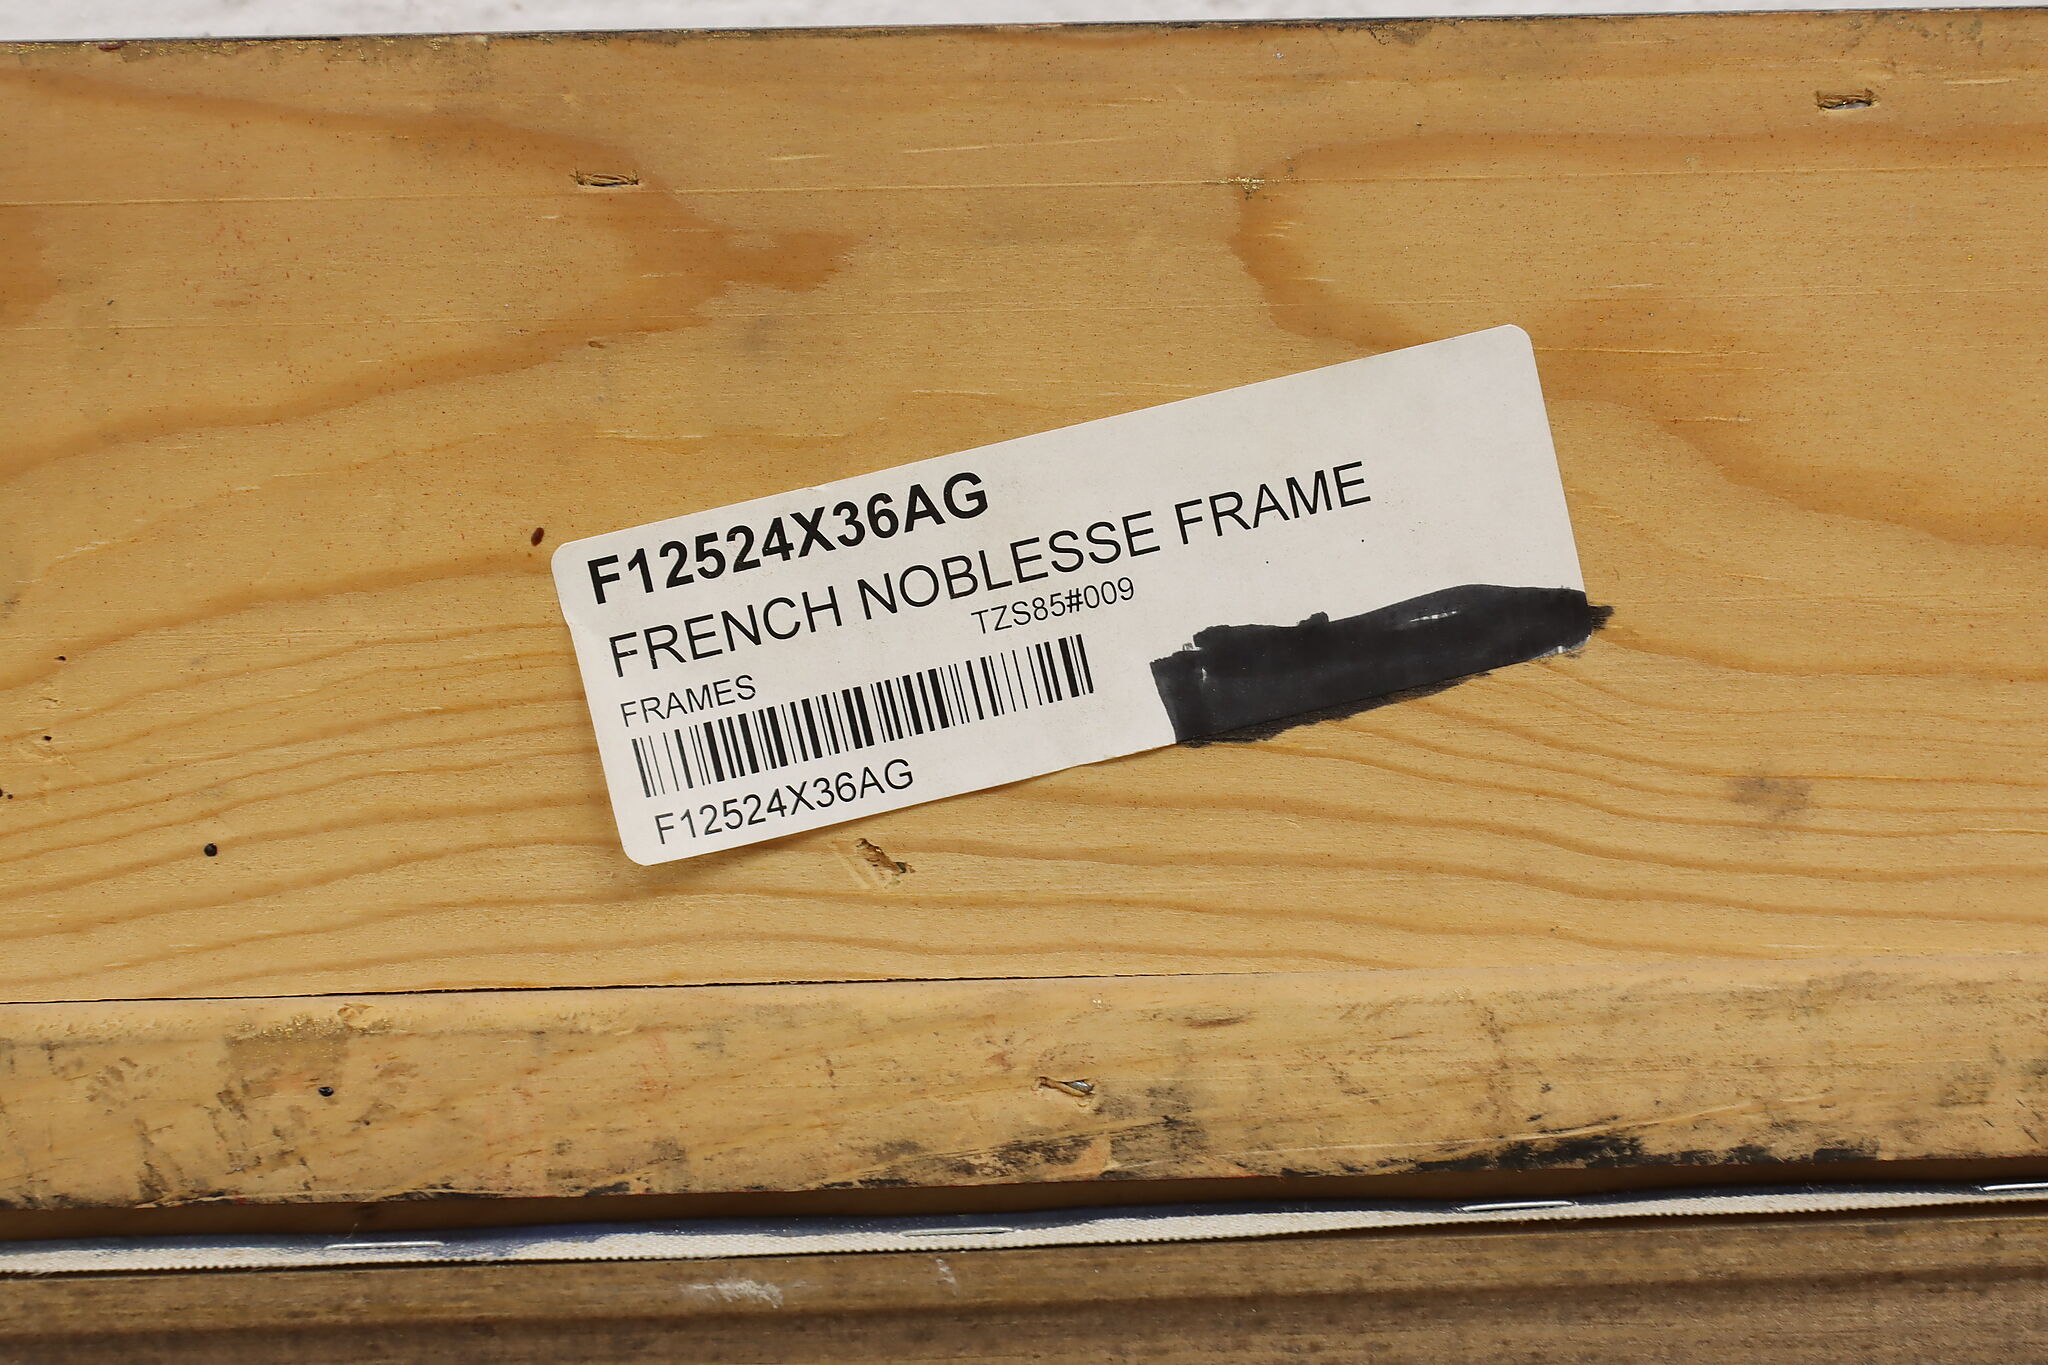 F12524X36AG
FRENCH NOBLESSE FRAME
TZS85#009
FRAMES
F12524X36AG